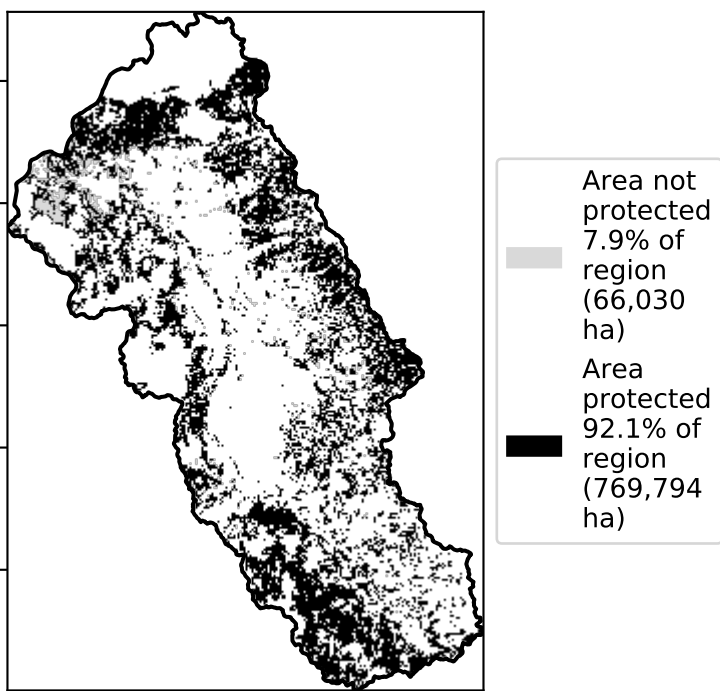 Area not
protected
7.9% of
region
(66,030
ha)
Area
protected
92.1% of
region
(769,794
ha)